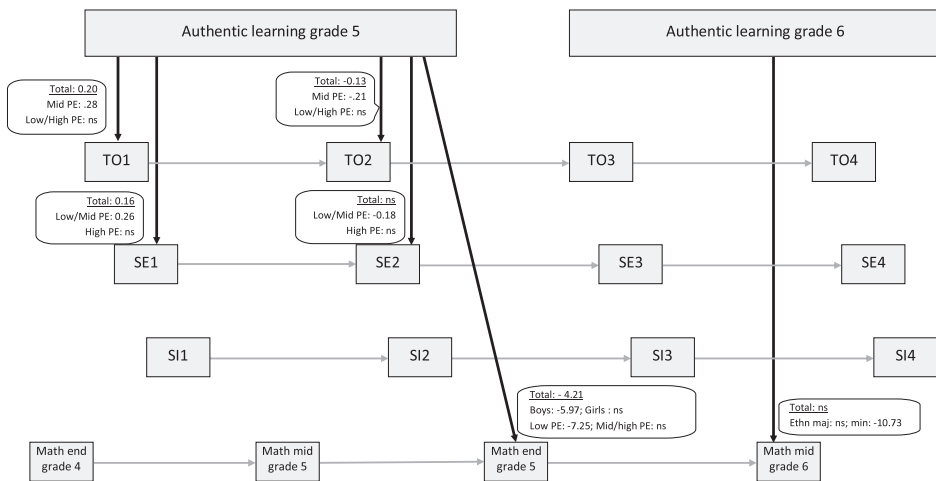 Authentic learning grade 5
Authentic learning grade 6
Total: 0.20
Mid PE: .28
Low/High PE: ns
Total: -0.13
Mid PE: -.21
Low/High PE: ns
TO1
TO2
TO3
TO4
Total: 0.16
Low/Mid PE: 0.26
High PE: ns
Total: ns
Low/Mid PE: -0.18
High PE: ns
SE1
SE2
SE3
SE4
SI1
SI2
SI3
SI4
Total: - 4.21
Boys: -5.97; Girls : ns
Low PE: -7.25; Mid/high PE: ns
Total: ns
Ethn maj: ns; min: -10.73
Math end
grade 4
Math mid
grade 5
Math end
grade 5
Math mid
grade 6